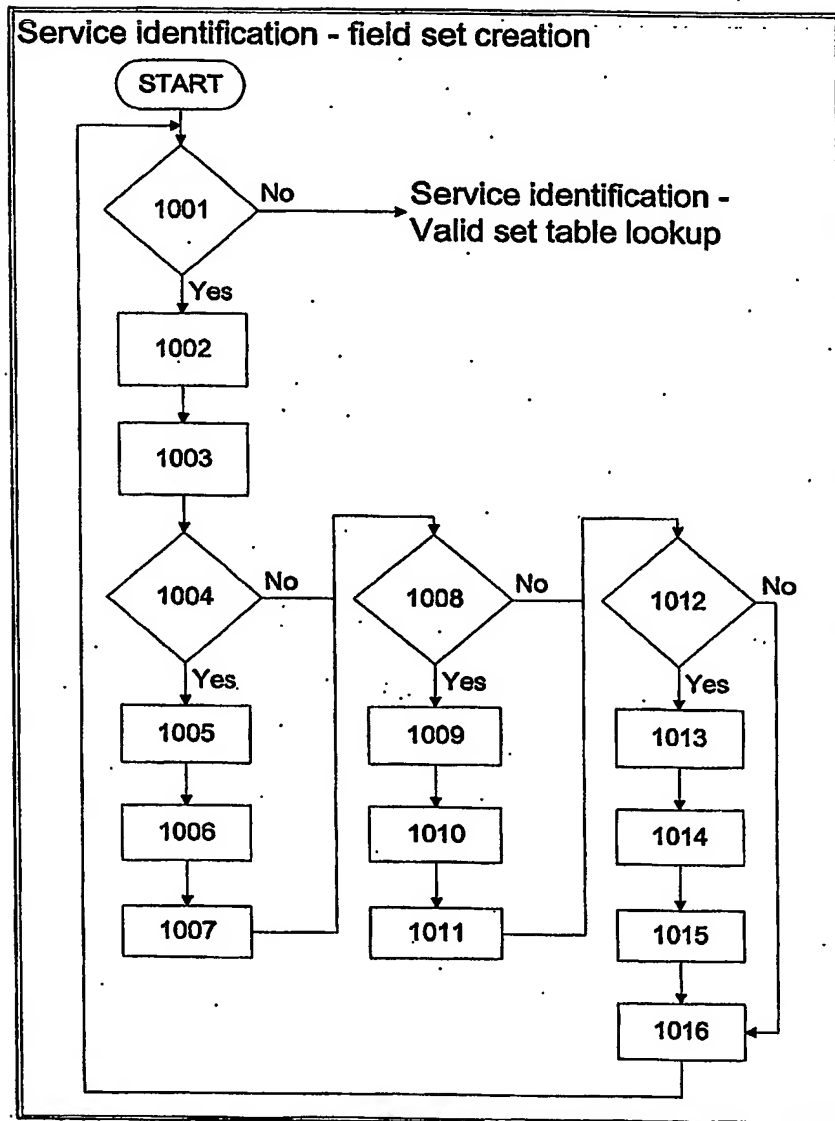 Service identification - field set creation
START
1001
No
Service identification -
Valid set table lookup
Yes
1002
1003
1004
No
1008
No
1012
No
Yes
Yes
Yes
1005
1009
1013
1006
1010
1014
1007
1011
1015
1016